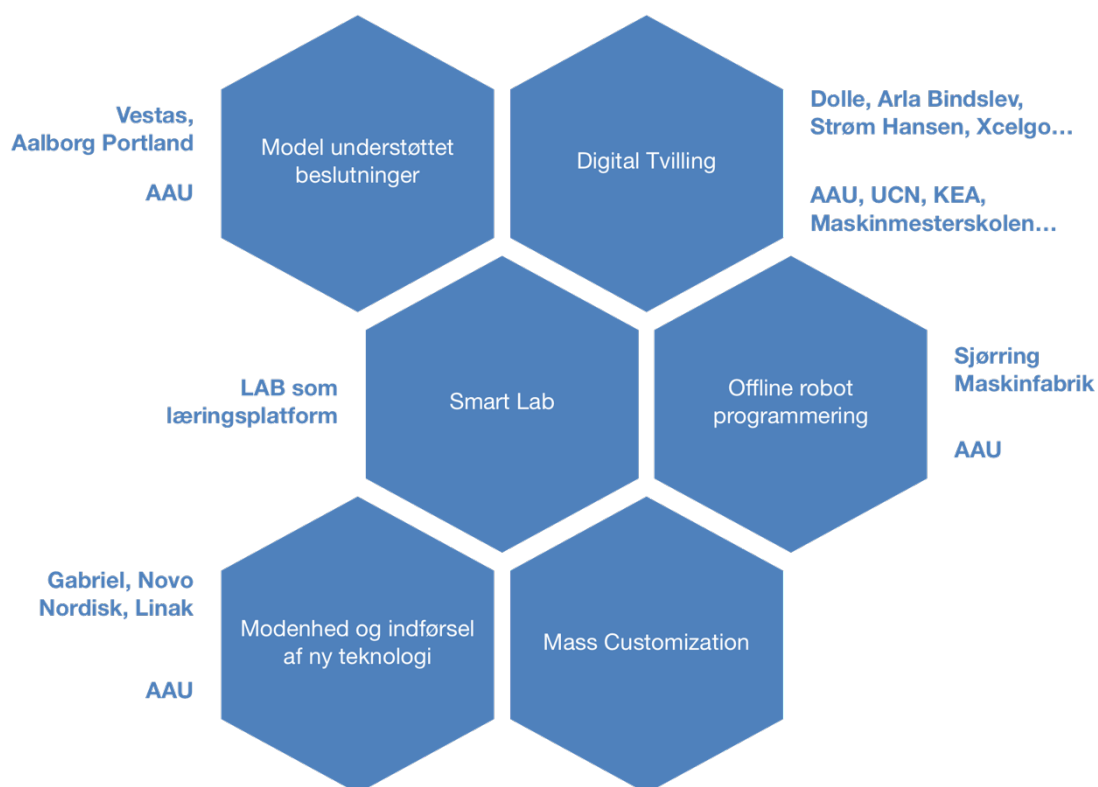 Vestas,
Aalborg Portland
AAU
Model understøttet
beslutninger
Digital Tvilling
Dolle, Arla Bindslev,
Strøm Hansen, Xcelgo...
AAU, UCN, KEA,
Maskinmesterskolen...
LAB som
læringsplatform
Smart Lab
Offline robot
programmering
Sjørring
Maskinfabrik
AAU
Gabriel, Novo
Nordisk, Linak
AAU
Modenhed og indførsel
af ny teknologi
Mass Customization